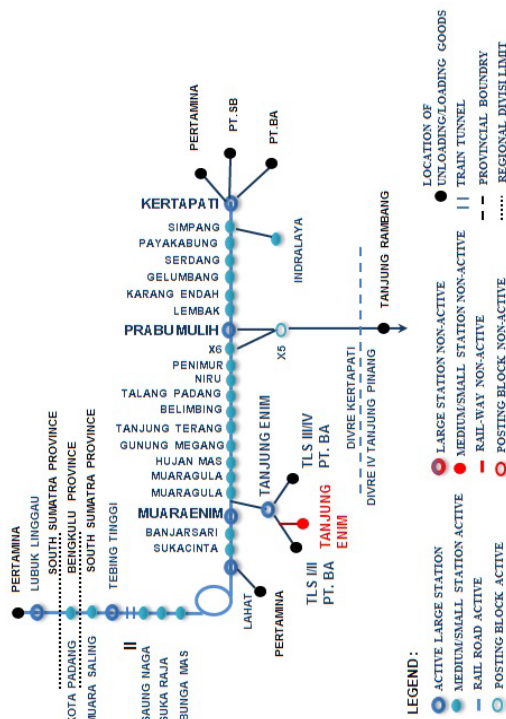 PERTAMINA
LUBUK LINGGAU
SOUTH SUMATRA PROVINCE
KOTA PADANG
BENGKULU PROVINCE
MUARA SALING
SOUTH SUMATRA PROVINCE
TEBING TINGGI
II
SAUNG NAGA
SUKA RAJA
BUNGA MAS
LAHAT
PERTAMINA
SUKACINTA
BANJARSARI
MUARAENIM
MUARAGULA
MUARAGULA
HUJAN MAS
GUNUNG MEGANG
TANJUNG TERANG
BELIMBING
TALANG PADANG
NIRU
PENIMUR
X6
PRABUMULIH
LEMBAK
KARANG ENDAH
GELUMBANG
SERDANG
PAYAKABUNG
SIMPANG
KERTAPATI
PERTAMINA
PT.SB
PT.BA
INDRALAYA
X5
TANJUNG RAMBANG
DIVRE KERTAPATI
DIVRE IV TANJUNG PINANG
TANJUNG ENIM
TLS III/IV
PT. BA
TANJUNG
ENIM
TLS I/II
PT. BA
LEGEND :
ACTIVE LARGE STATION
MEDIUM/SMALL STATION ACTIVE
RAIL ROAD ACTIVE
POSTING BLOCK ACTIVE
LARGE STATION NON-ACTIVE
MEDIUM/SMALL STATION NON-ACTIVE
RAIL-WAY NON-ACTIVE
POSTING BLOCK NON-ACTIVE
LOCATION OF
UNLOADING/LOADING GOODS
TRAIN TUNNEL
PROVINCIAL BOUNDRY
REGIONAL DIVISI LIMIT